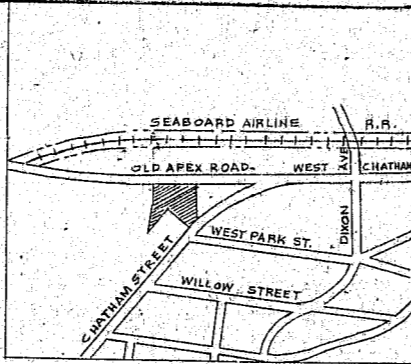 SEABOARD AIRLINE R.R.
OLD APEX ROAD WEST CHATHAM
DIXON AVE
WEST PARK ST.
CHATHAM STREET
WILLOW STREET